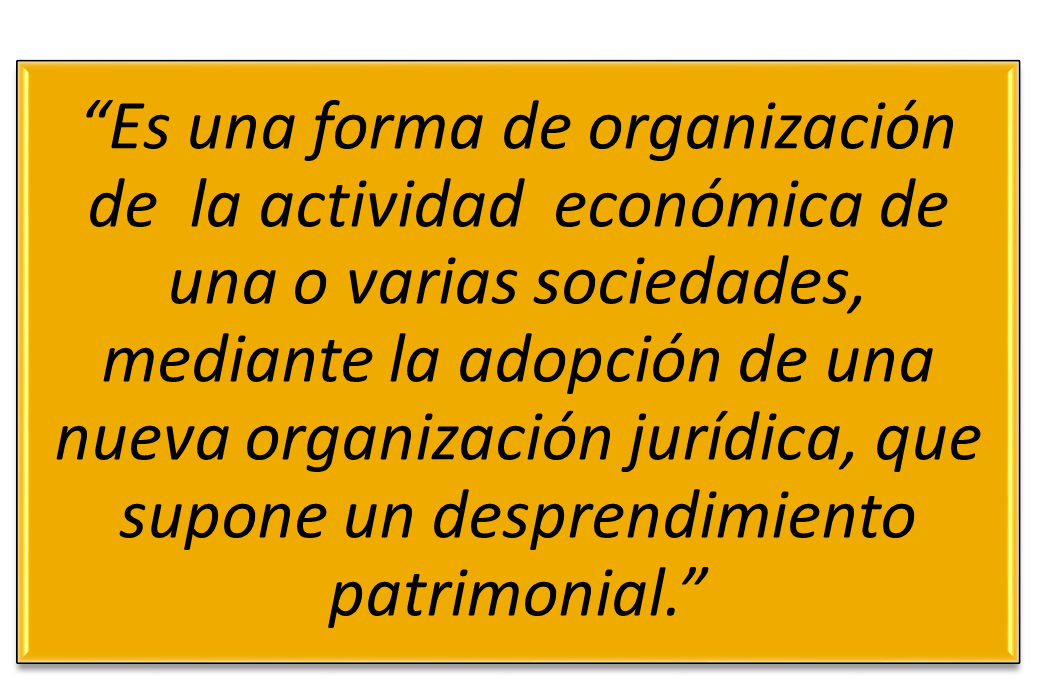 “Es una forma de organización
de  la actividad  económica de
una o varias sociedades,
mediante la adopción de una
nueva organización jurídica, que
supone un desprendimiento
patrimonial.”